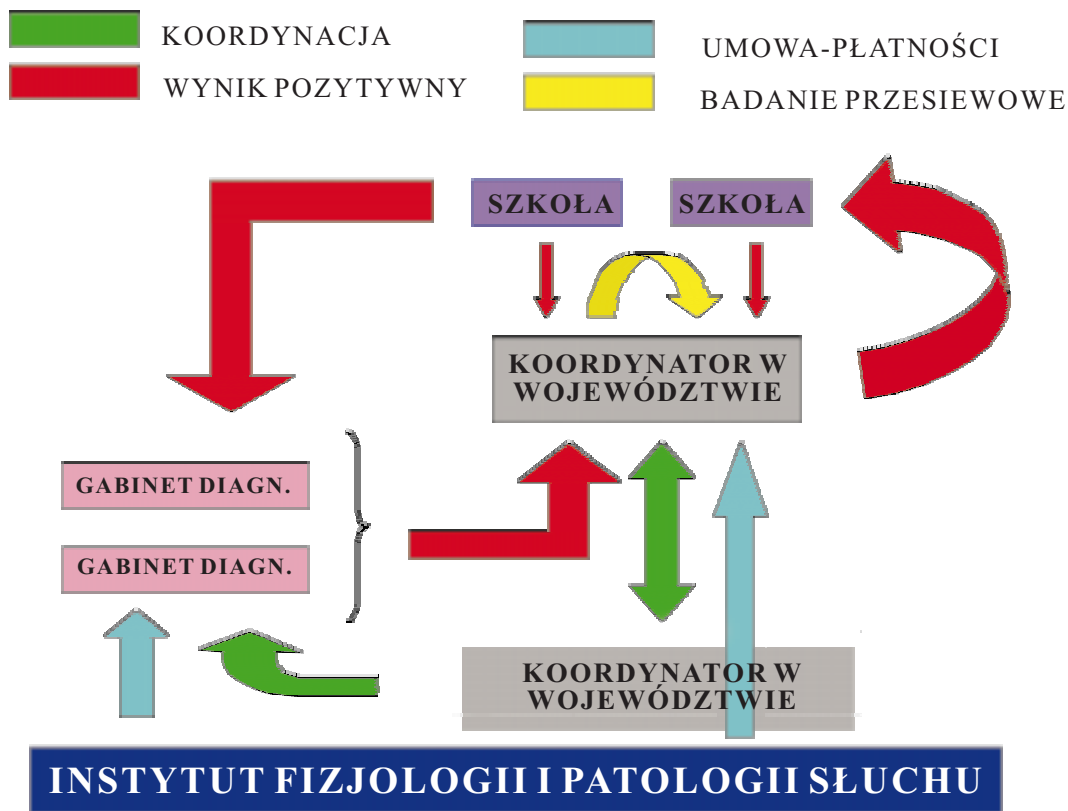 KOORDYNACJA
WYNIK POZYTYWNY
UMOWA-PŁATNOŚCI
BADANIE PRZESIEWOWE
SZKOŁA
SZKOŁA
KOORDYNATOR W
WOJEWÓDZTWIE
GABINET DIAGN.
GABINET DIAGN.
KOORDYNATOR W
WOJEWÓDZTWIE
INSTYTUT FIZJOLOGII I PATOLOGII SŁUCHU